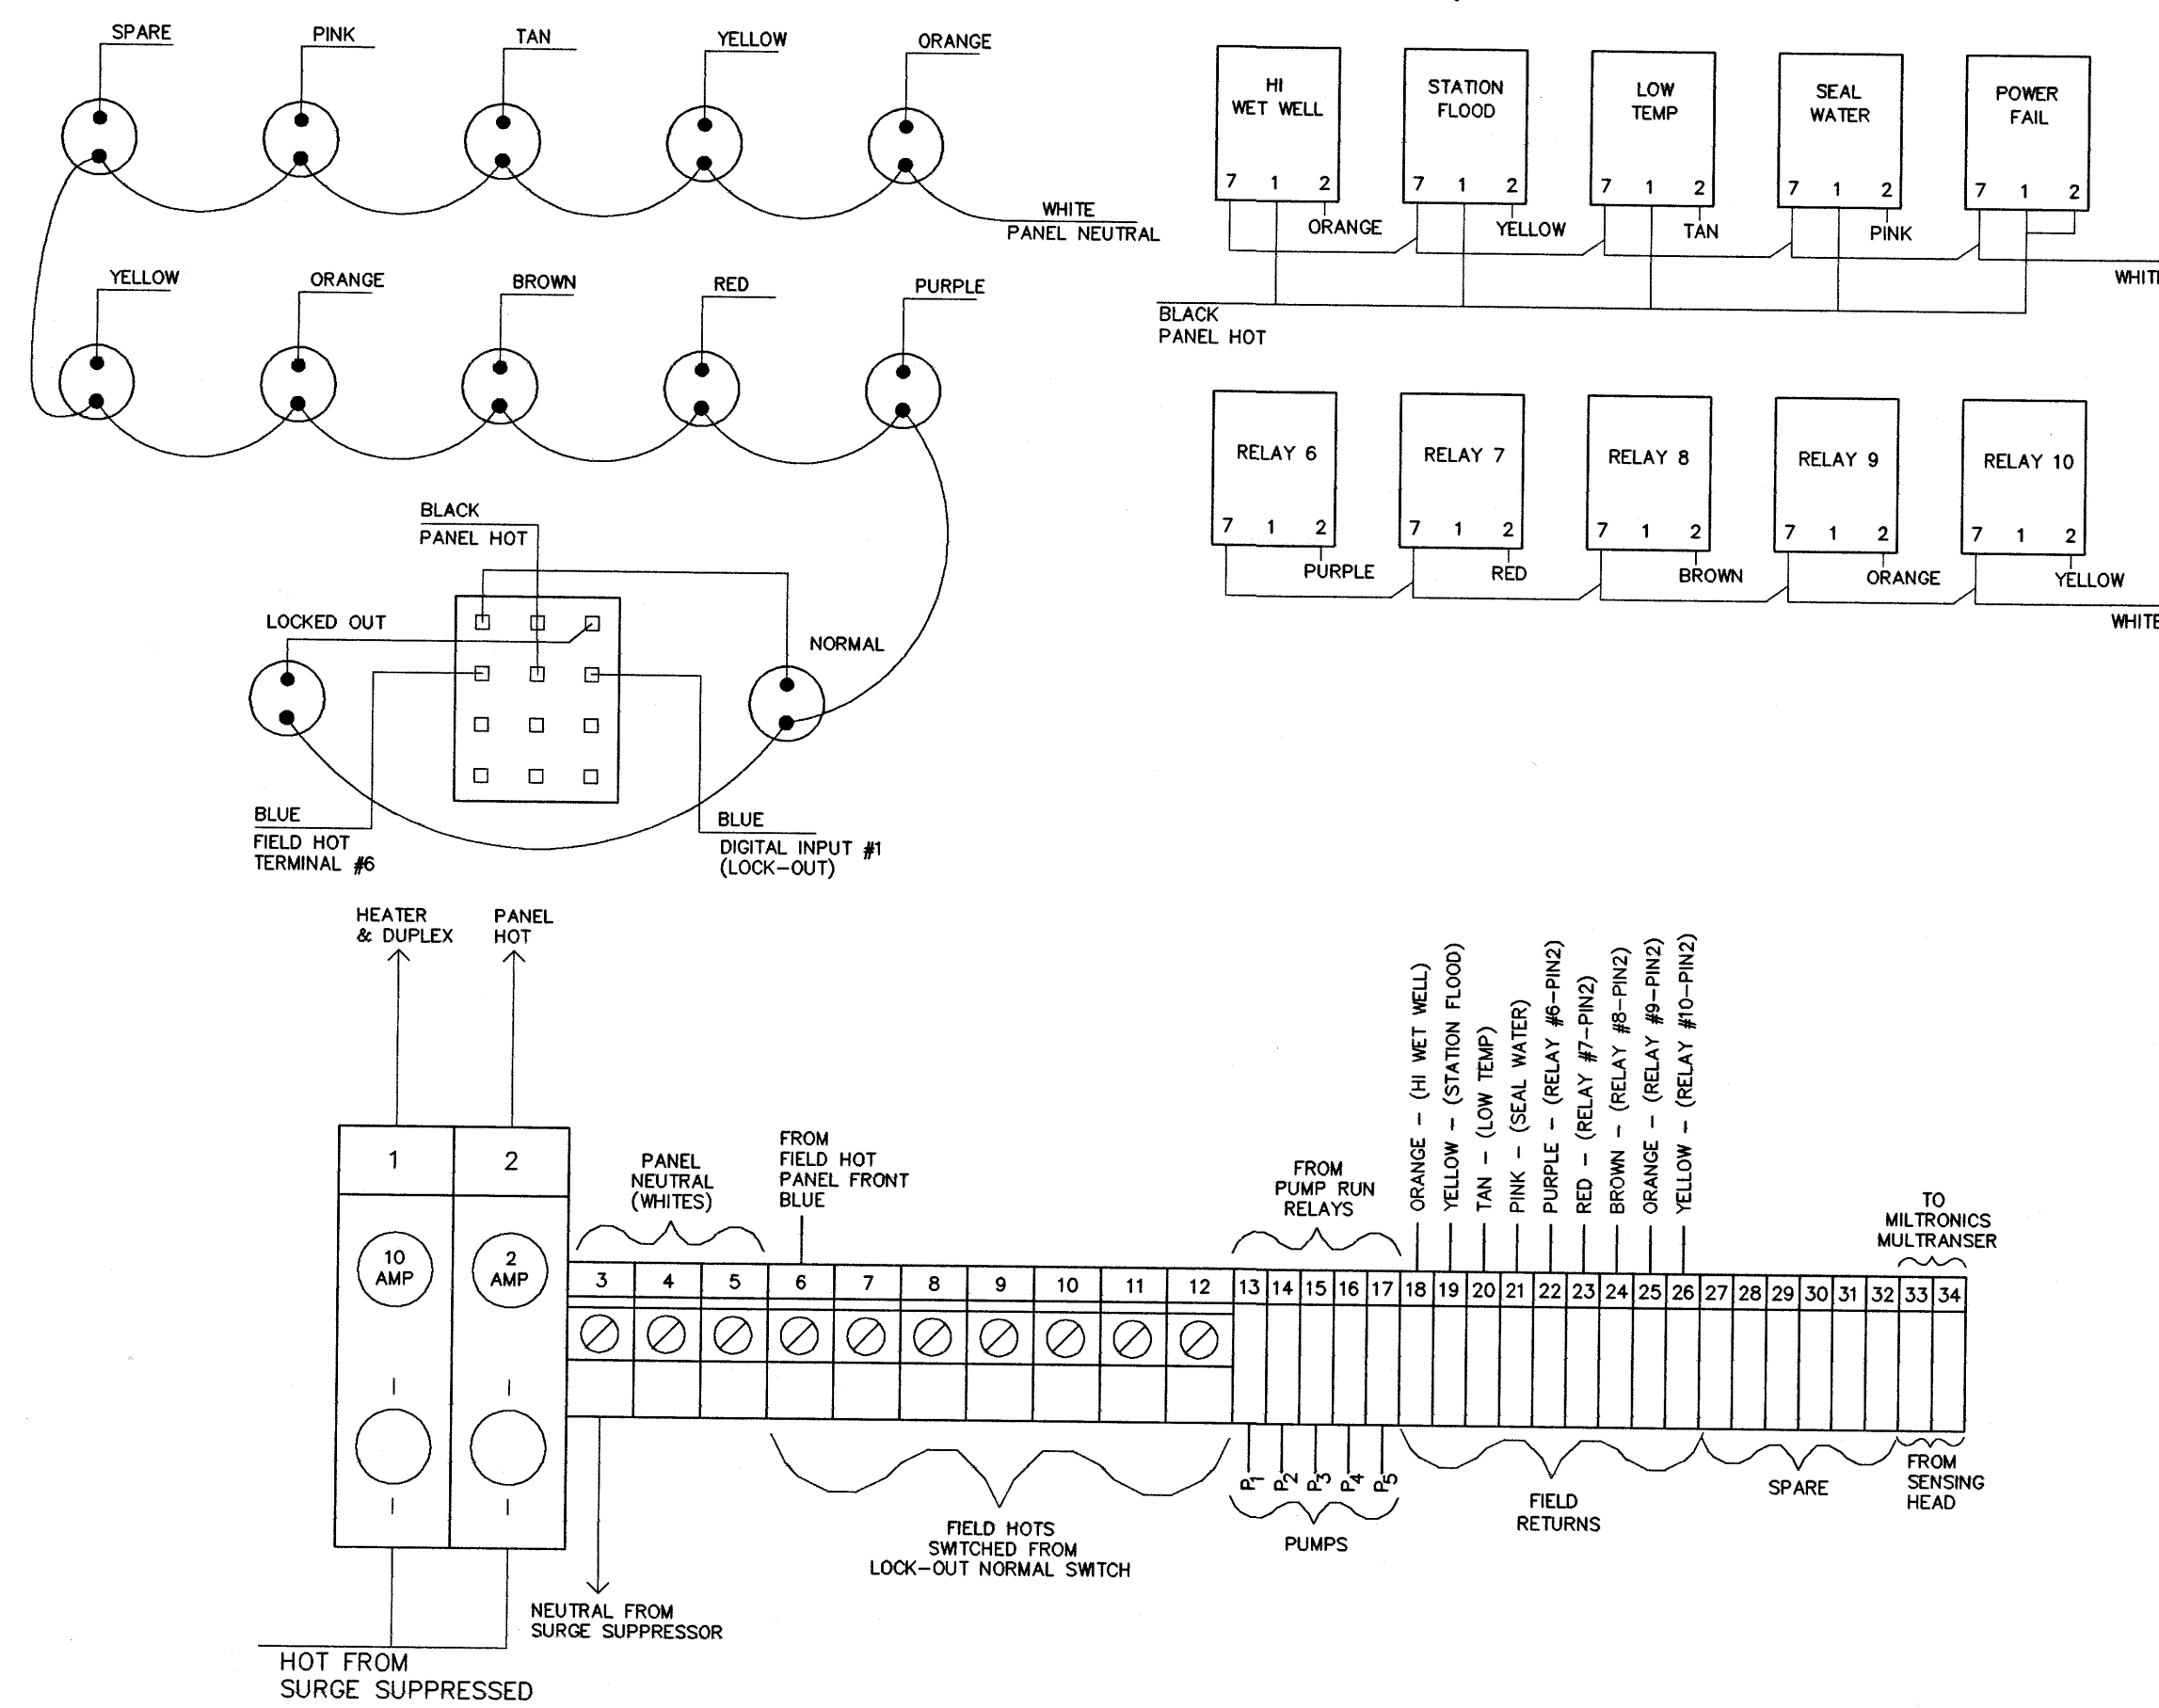 SPARE
PINK
TAN
YELLOW
ORANGE
WHITE
PANEL NEUTRAL
YELLOW
ORANGE
BROWN
RED
PURPLE
HI
WET WELL
7 1 2
ORANGE
STATION
FLOOD
7 1 2
YELLOW
LOW
TEMP
7 1 2
TAN
SEAL
WATER
7 1 2
PINK
POWER
FAIL
7 1 2
WHITE
BLACK
PANEL HOT
RELAY 6
7 1 2
PURPLE
RELAY 7
7 1 2
RED
RELAY 8
7 1 2
BROWN
RELAY 9
7 1 2
ORANGE
RELAY 10
7 1 2
YELLOW
WHITE
BLACK
PANEL HOT
LOCKED OUT
NORMAL
BLUE
FIELD HOT
TERMINAL #6
BLUE
DIGITAL INPUT #1
(LOCK-OUT)
HEATER
& DUPLEX
PANEL
HOT
1
2
10
AMP
2
AMP
PANEL
NEUTRAL
(WHITES)
FROM
FIELD HOT
PANEL FRONT
BLUE
FROM
PUMP RUN
RELAYS
ORANGE - (HI WET WELL)
YELLOW - (STATION FLOOD)
TAN - (LOW TEMP)
PINK - (SEAL WATER)
PURPLE - (RELAY #6-PIN2)
RED - (RELAY #7-PIN2)
BROWN - (RELAY #8-PIN2)
ORANGE - (RELAY #9-PIN2)
YELLOW - (RELAY #10-PIN2)
TO
MILTRONICS
MULTRANSER
3 4 5 6 7 8 9 10 11 12 13 14 15 16 17 18 19 20 21 22 23 24 25 26 27 28 29 30 31 32 33 34
P1 P2 P3 P4 P5
PUMPS
FIELD HOTS
SWITCHED FROM
LOCK-OUT NORMAL SWITCH
FIELD
RETURNS
SPARE
FROM
SENSING
HEAD
NEUTRAL FROM
SURGE SUPPRESSOR
HOT FROM
SURGE SUPPRESSED